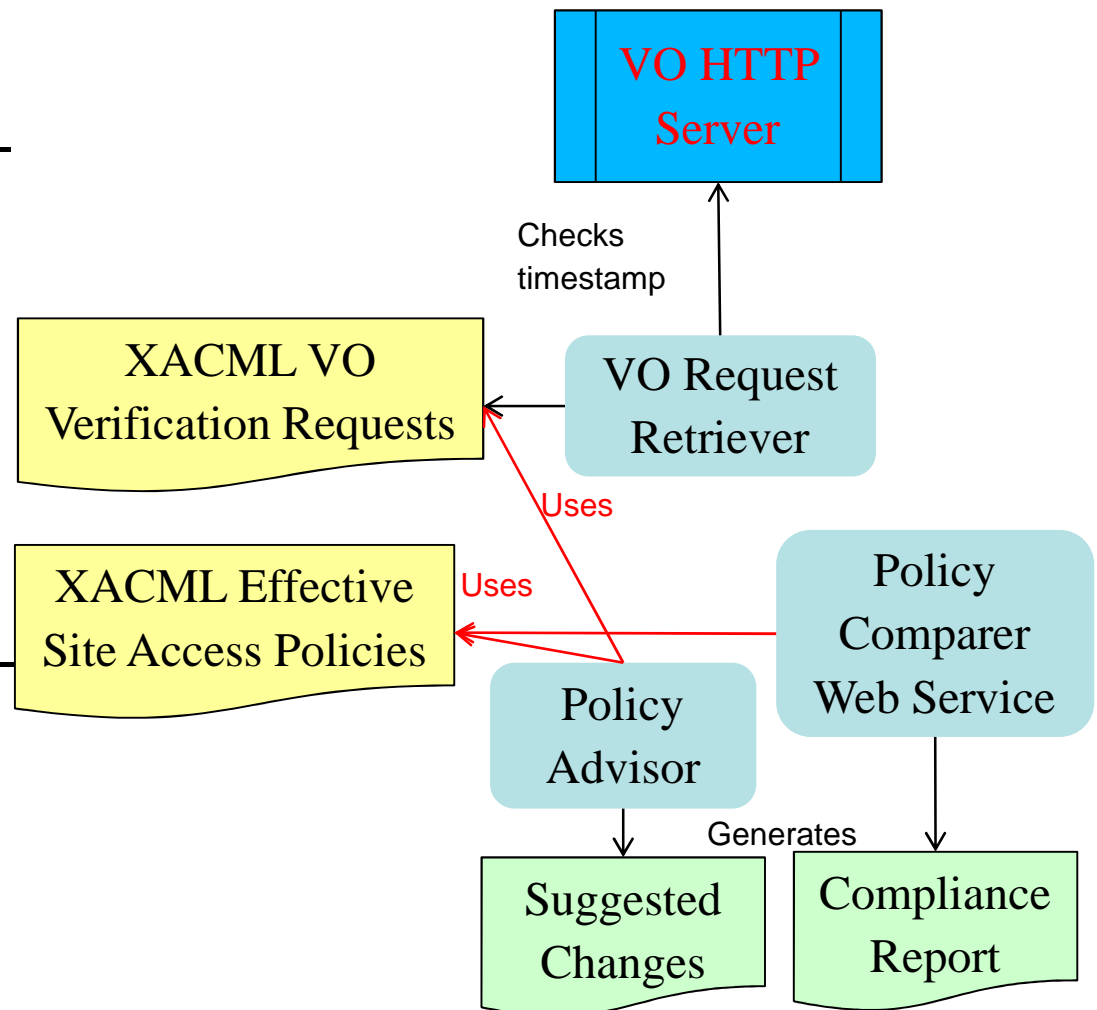 VO HTTP
Server
Checks
timestamp
XACML VO
Verification Requests
VO Request
Retriever
Uses
XACML Effective
Site Access Policies
Uses
Policy
Comparer
Web Service
Policy
Advisor
Generates
Suggested
Changes
Compliance
Report